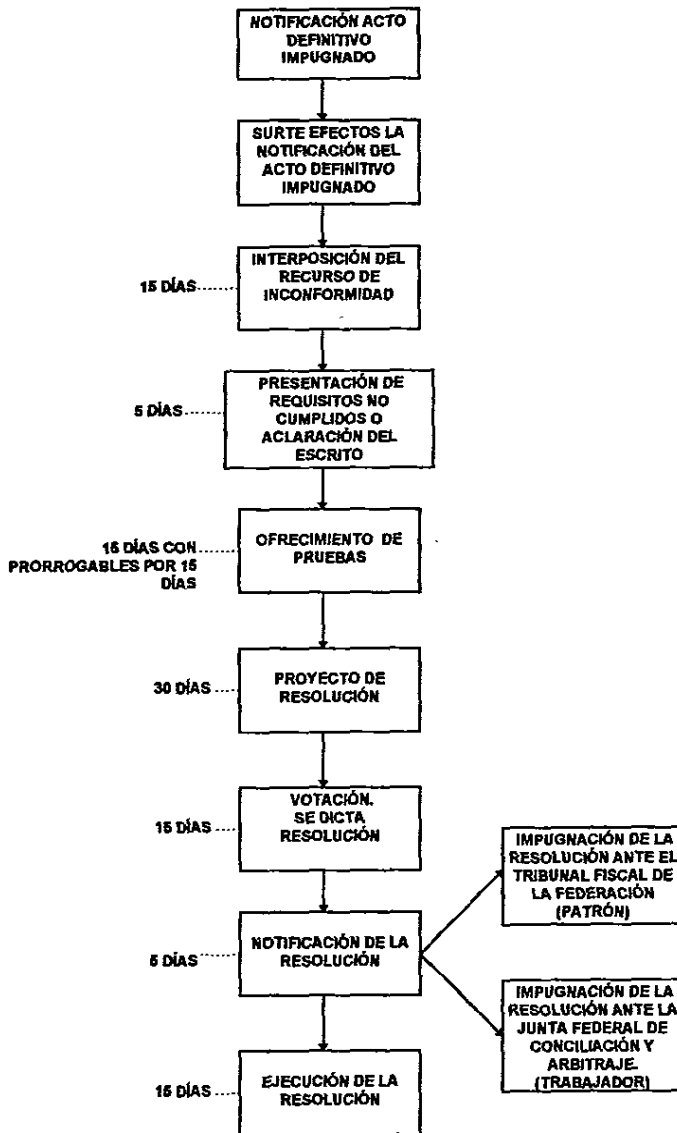 NOTIFICACIÓN ACTO
DEFINITIVO
IMPUGNADO
SURTE EFECTOS LA
NOTIFICACIÓN DEL
ACTO DEFINITIVO
IMPUGNADO
15 DÍAS
INTERPOSICIÓN DEL
RECURSO DE
INCONFORMIDAD
5 DÍAS
PRESENTACIÓN DE
REQUISITOS NO
CUMPLIDOS O
ACLARACIÓN DEL
ESCRITO
15 DÍAS CON
PRORROGABLES POR 15
DÍAS
OFRECIMIENTO DE
PRUEBAS
30 DÍAS
PROYECTO DE
RESOLUCIÓN
15 DÍAS
VOTACIÓN.
SE DICTA
RESOLUCIÓN
5 DÍAS
NOTIFICACIÓN DE LA
RESOLUCIÓN
IMPUGNACIÓN DE LA
RESOLUCIÓN ANTE EL
TRIBUNAL FISCAL DE
LA FEDERACIÓN
(PATRÓN)
IMPUGNACIÓN DE LA
RESOLUCIÓN ANTE LA
JUNTA FEDERAL DE
CONCILIACIÓN Y
ARBITRAJE.
(TRABAJADOR)
15 DÍAS
EJECUCIÓN DE LA
RESOLUCIÓN